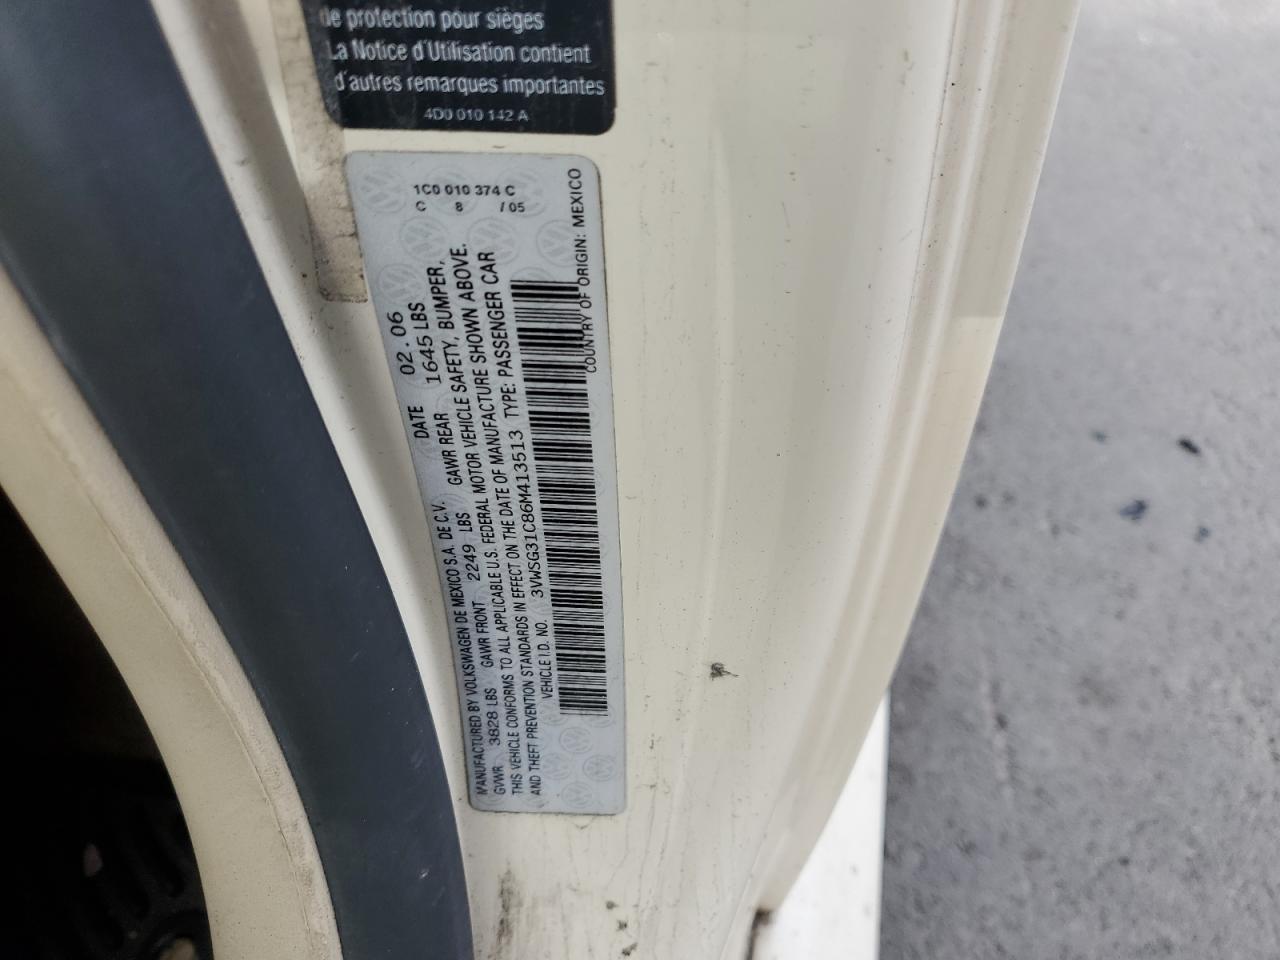 de protection pour sièges
La Notice d'Utilisation contient
d'autres remarques importantes
4D0 010 142 A
1C0 010 374 C
C 8 / 05
MANUFACTURED BY VOLKSWAGEN DE MEXICO S.A. DE C.V. DATE 02.06
GVWR 3828 LBS GAWR FRONT 2249 LBS GAWR REAR 1645 LBS
THIS VEHICLE CONFORMS TO ALL APPLICABLE U.S. FEDERAL MOTOR VEHICLE SAFETY, BUMPER,
AND THEFT PREVENTION STANDARDS IN EFFECT ON THE DATE OF MANUFACTURE SHOWN ABOVE.
VEHICLE I.D. NO. 3VWSG31C86M413513 TYPE: PASSENGER CAR
COUNTRY OF ORIGIN: MEXICO